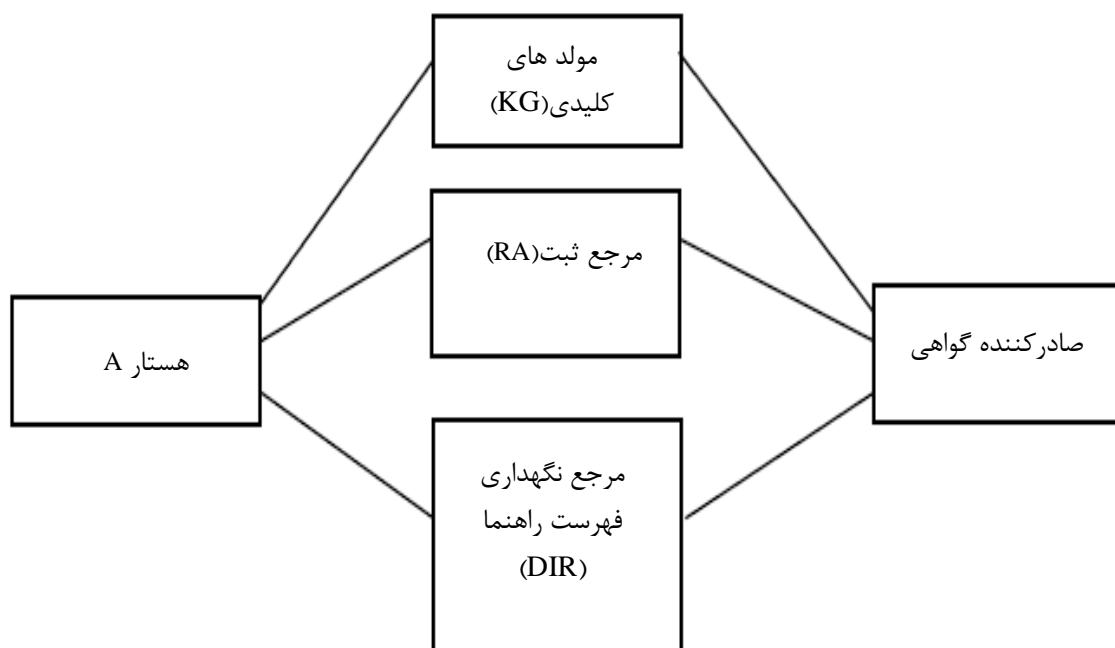 مولد های
کلیدی(KG)
مرجع ثبت(RA)
صادرکننده گواهی
هستار A
مرجع نگهداری
فهرست راهنما
(DIR)